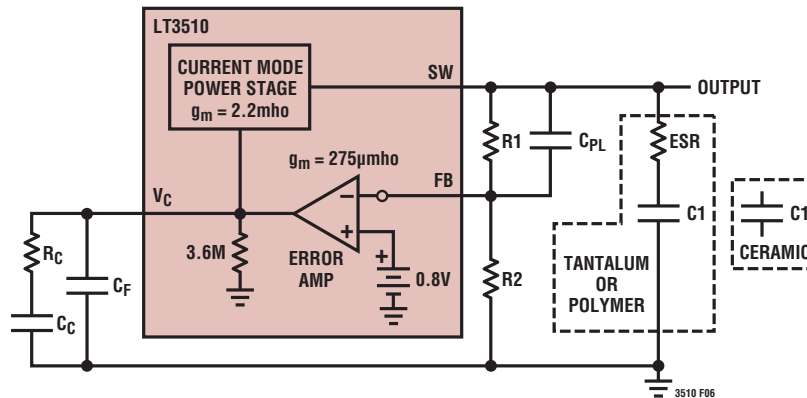 LT3510
CURRENT MODE
POWER STAGE
gm = 2.2mho
SW
OUTPUT
R1
CPL
ESR
gm = 275µmho
VC
FB
C1
C1
CERAMIC
RC
CF
3.6M
ERROR
AMP
0.8V
R2
TANTALUM
OR
POLYMER
CC
3510 F06